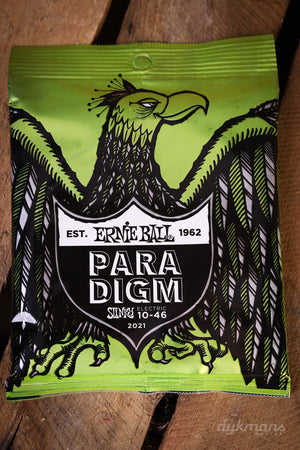 EST. ERNIE BALL 1962
PARA
DIGM
SLINKY ELECTRIC
10-46
2021
dykmans